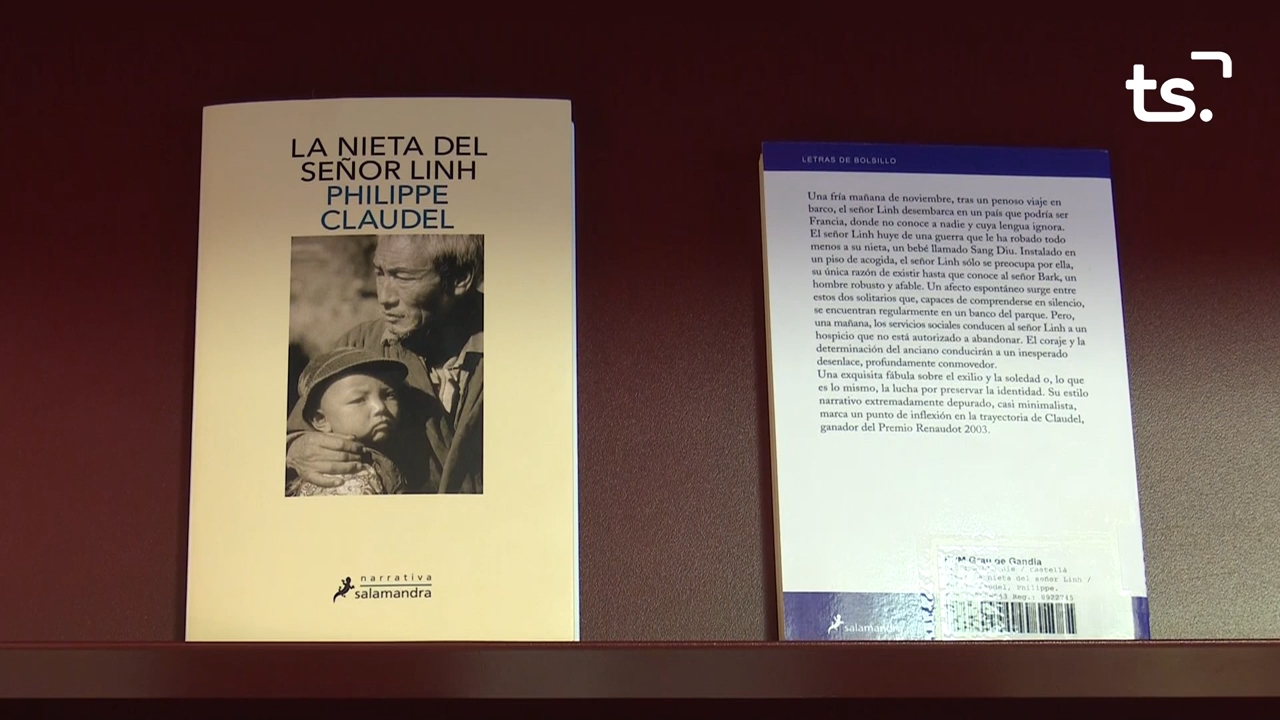 LA NIETA DEL
SEÑOR LINH
PHILIPPE
CLAUDEL
narrativa
salamandra
ts.
LETRAS DE BOLSILLO
Una fría mañana de noviembre, tras un penoso viaje en
barco, el señor Linh desembarca en un país que podría ser
Francia, donde no conoce a nadie y cuya lengua ignora.
El señor Linh huye de una guerra que le ha robado todo
menos a su nieta, un bebé llamado Sang Diu. Instalado en
un piso de acogida, el señor Linh sólo se preocupa por ella,
su única razón de existir hasta que conoce al señor Bark, un
hombre robusto y afable. Un afecto espontáneo surge entre
estos dos solitarios que, capaces de comprenderse en silencio,
se encuentran regularmente en un banco del parque. Pero,
una mañana, los servicios sociales conducen al señor Linh a un
hospicio que no está autorizado a abandonar. El coraje y la
determinación del anciano conducirán a un inesperado
desenlace, profundamente conmovedor.
Una exquisita fábula sobre el exilio y la soledad o, lo que
es lo mismo, la lucha por preservar la identidad. Su estilo
narrativo extremadamente depurado, casi minimalista,
marca un punto de inflexión en la trayectoria de Claudel,
ganador del Premio Renaudot 2003.
Grau de Gandia
/ Castellà
nieta del señor Linh /
Philippe.
Reg.:
salamandra